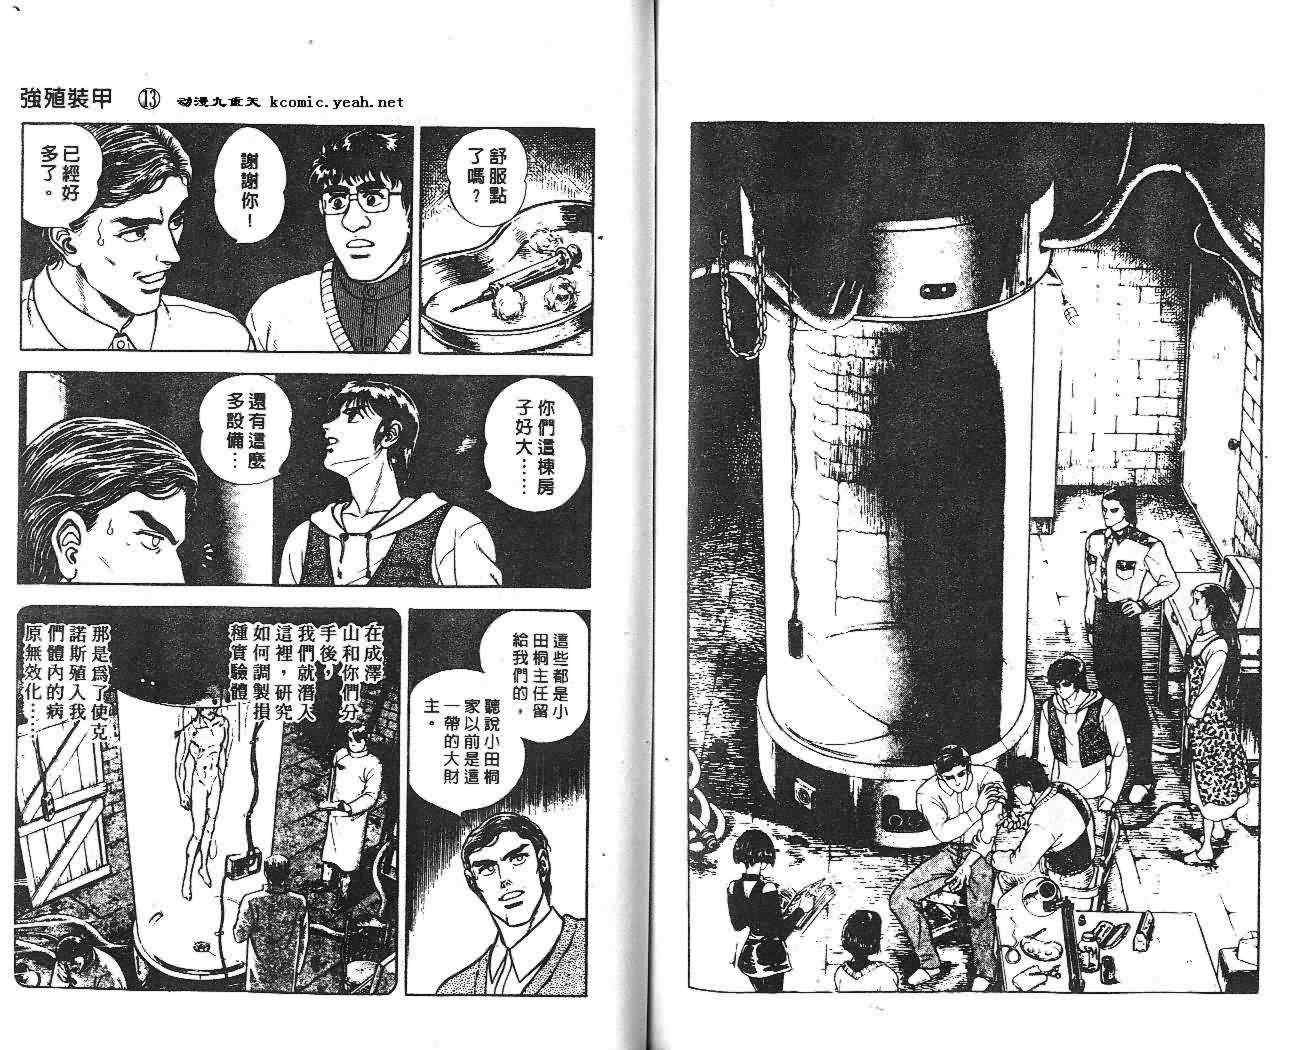 強殖裝甲 ⑬ 动漫九重天 kcomic.yeah.net
舒服點
了嗎？
謝謝你！
已經好
多了。
你們這棟房
子好大……
還有這麼
多設備…
這些都是小
田桐主任留
給我們的，
聽說小田桐
家以前是這
一帶的大財
主。
在成澤
山和你們分
手後，
我們就潛入
這裡，研究
如何調製損
種實驗體
那是爲了使克
諾斯殖入我
們體內的病
原無效化……